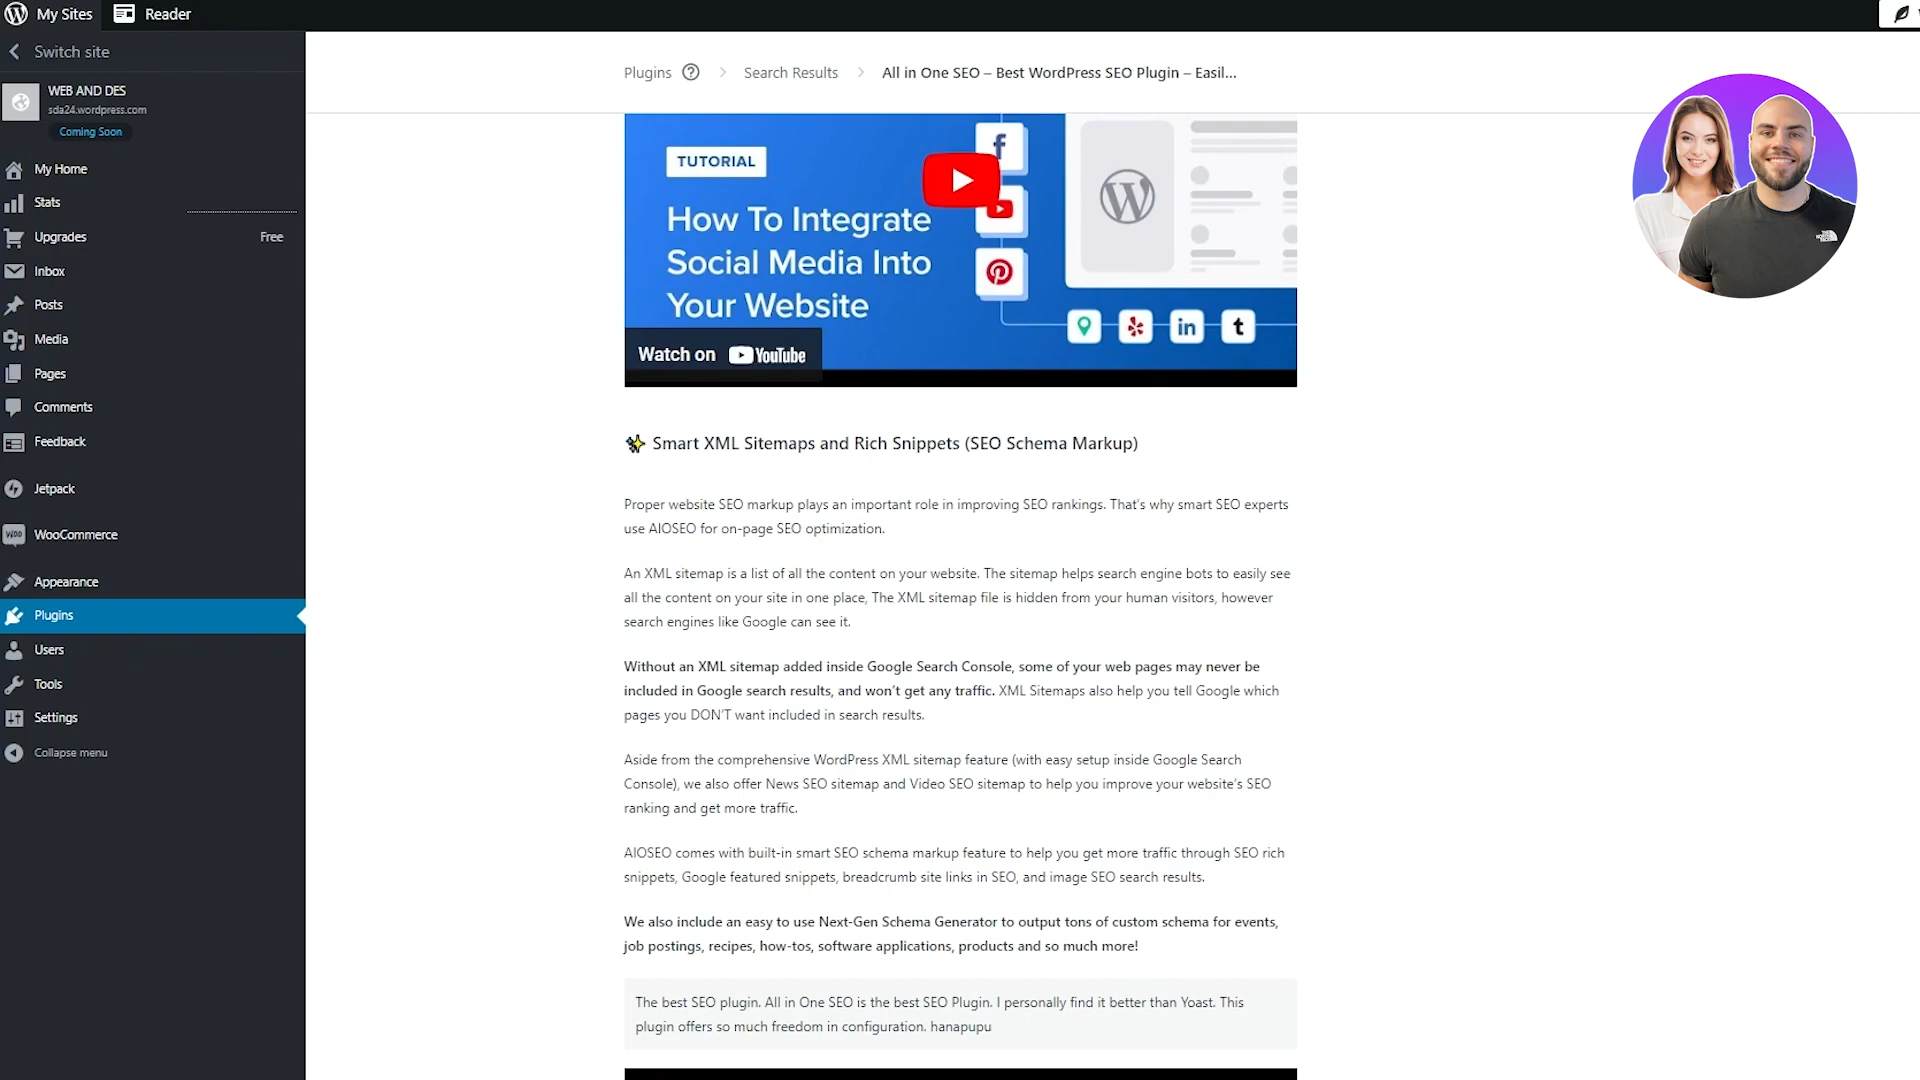 My Sites
Reader
Switch site
WEB AND DES
sda24.wordpress.com
Coming Soon
My Home
Stats
Upgrades
Free
Inbox
Posts
Media
Pages
Comments
Feedback
Jetpack
WooCommerce
Appearance
Plugins
Users
Tools
Settings
Collapse menu
Plugins
Search Results
All in One SEO – Best WordPress SEO Plugin – Easil...
TUTORIAL
How To Integrate
Social Media Into
Your Website
Watch on YouTube
Smart XML Sitemaps and Rich Snippets (SEO Schema Markup)
Proper website SEO markup plays an important role in improving SEO rankings. That's why smart SEO experts
use AIOSEO for on-page SEO optimization.
An XML sitemap is a list of all the content on your website. The sitemap helps search engine bots to easily see
all the content on your site in one place, The XML sitemap file is hidden from your human visitors, however
search engines like Google can see it.
Without an XML sitemap added inside Google Search Console, some of your web pages may never be
included in Google search results, and won't get any traffic. XML Sitemaps also help you tell Google which
pages you DON'T want included in search results.
Aside from the comprehensive WordPress XML sitemap feature (with easy setup inside Google Search
Console), we also offer News SEO sitemap and Video SEO sitemap to help you improve your website's SEO
ranking and get more traffic.
AIOSEO comes with built-in smart SEO schema markup feature to help you get more traffic through SEO rich
snippets, Google featured snippets, breadcrumb site links in SEO, and image SEO search results.
We also include an easy to use Next-Gen Schema Generator to output tons of custom schema for events,
job postings, recipes, how-tos, software applications, products and so much more!
The best SEO plugin. All in One SEO is the best SEO Plugin. I personally find it better than Yoast. This
plugin offers so much freedom in configuration. hanapupu